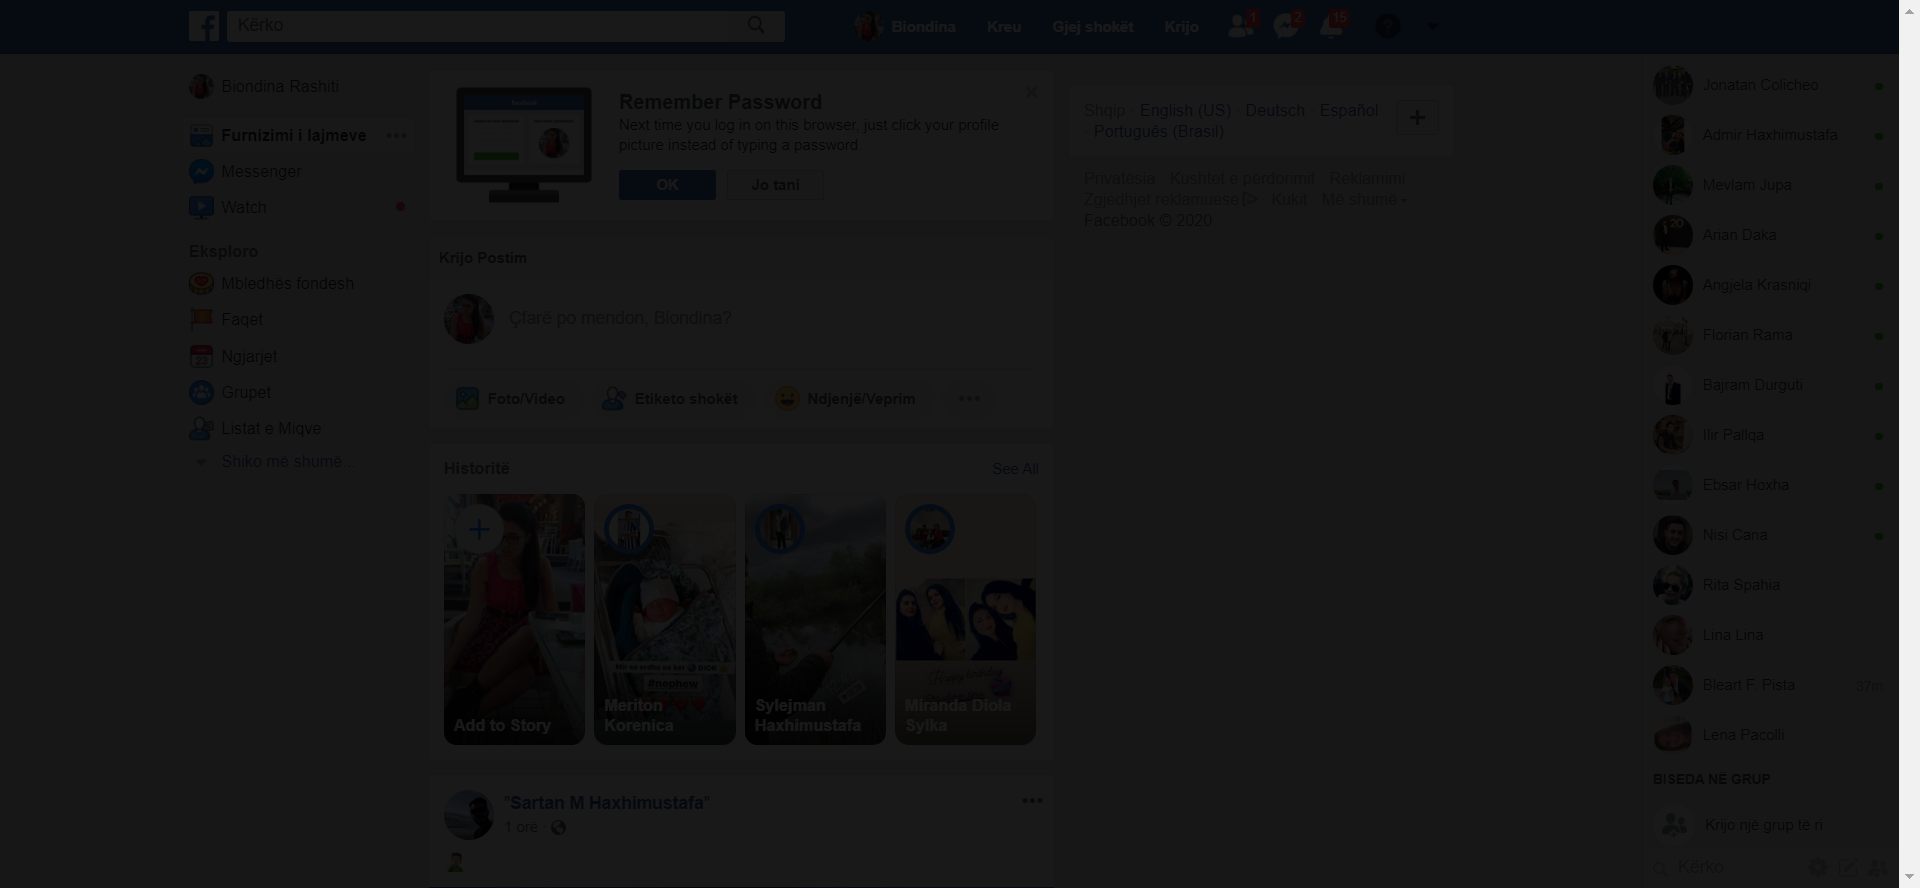 Kërko
Biondina
Kreu
Gjej shokët
Krijo
1
2
15
Biondina Rashiti
Furnizimi i lajmeve
Messenger
Watch
Eksploro
Mbledhës fondesh
Faqet
23
Ngjarjet
Grupet
Listat e Miqve
Shiko më shumë...
Remember Password
Next time you log in on this browser, just click your profile
picture instead of typing a password.
OK
Jo tani
Krijo Postim
Çfarë po mendon, Biondina?
Foto/Video
Etiketo shokët
Ndjenjë/Veprim
Historitë
See All
Add to Story
#nephew
Meriton
Korenica
Sylejman
Haxhimustafa
Happy birthday
Miranda Diola
Sylka
"Sartan M Haxhimustafa"
1 orë
Shqip · English (US) · Deutsch · Español ·
Português (Brasil)
Privatësia · Kushtet e përdorimit · Reklamimi ·
Zgjedhjet reklamuese · Kukit · Më shumë
Facebook © 2020
Jonatan Colicheo
Admir Haxhimustafa
Mevlam Jupa
Arian Daka
Angjela Krasniqi
Florian Rama
Bajram Durguti
Ilir Pallqa
Ebsar Hoxha
Nisi Cana
Rita Spahia
Lina Lina
Bleart F. Pista
37m
Lena Pacolli
BISEDA NË GRUP
Krijo një grup të ri
Kërko